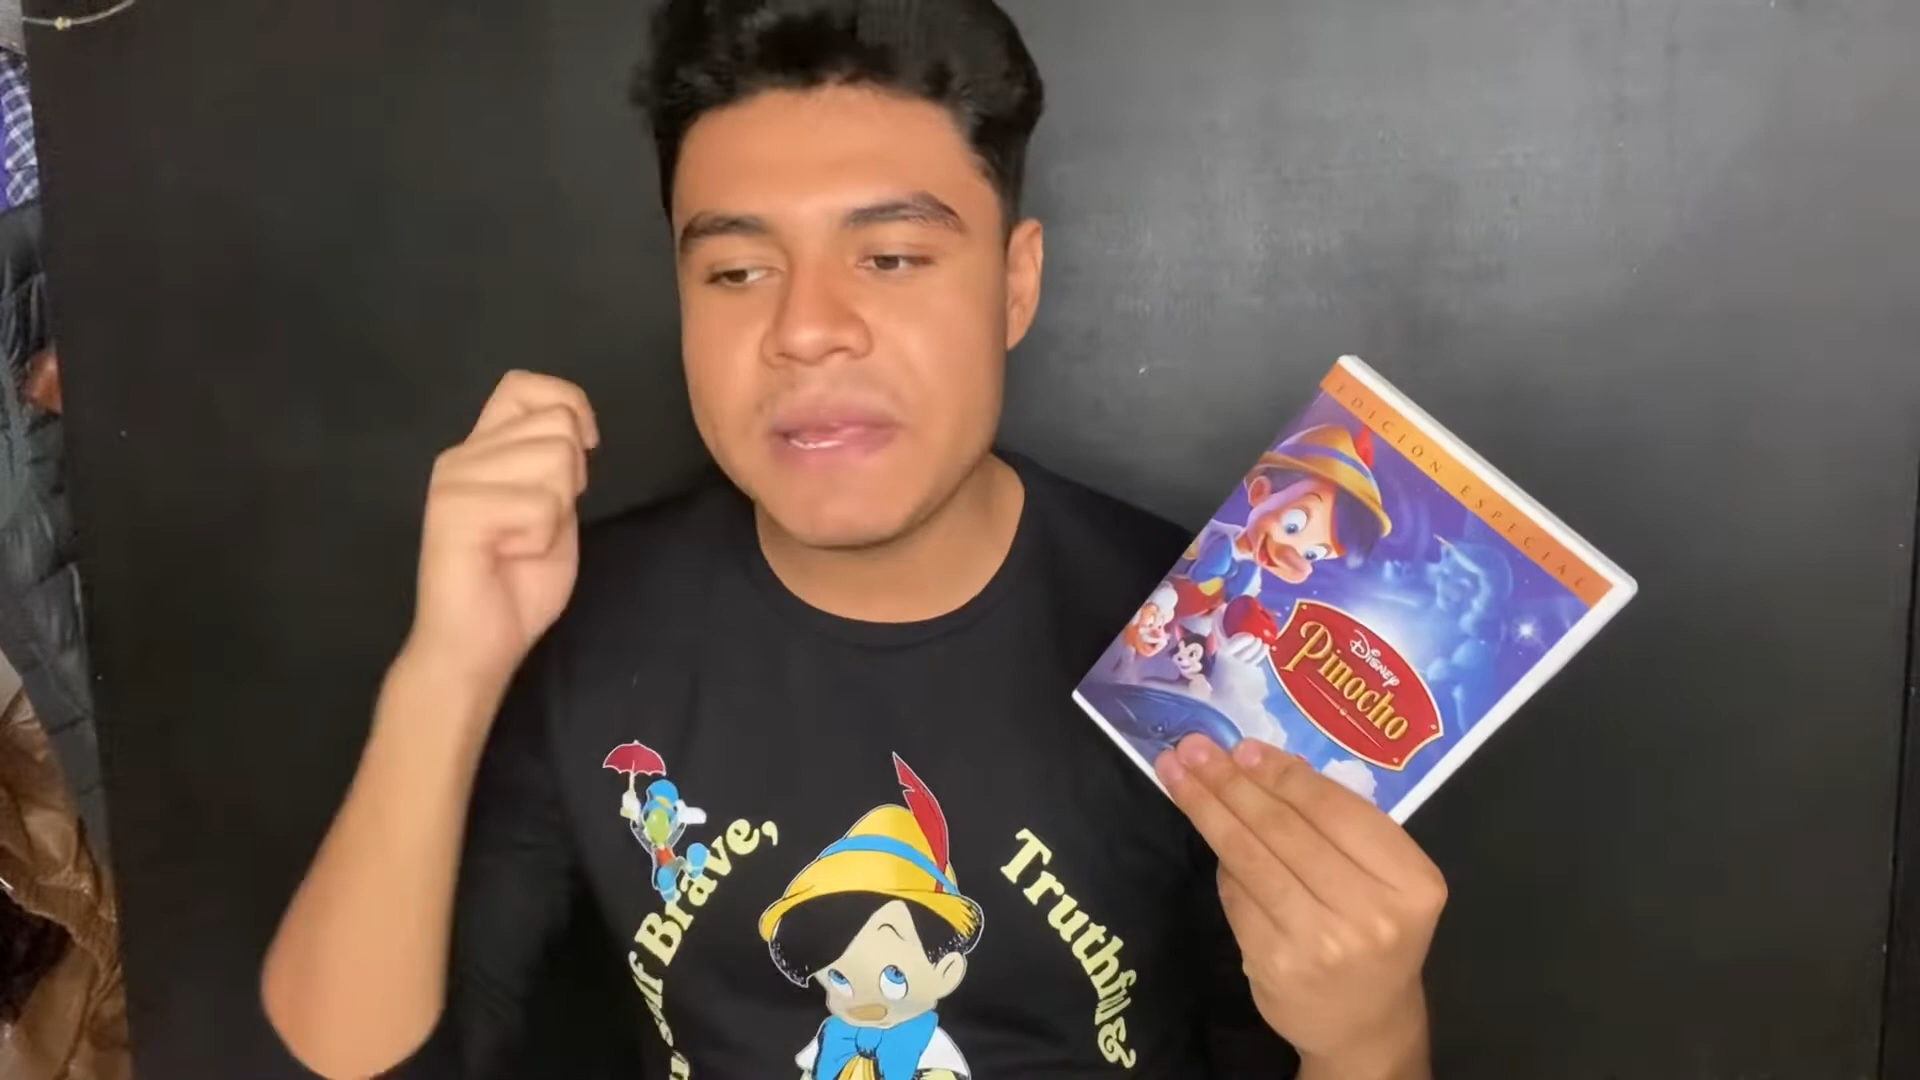 EDICIÓN ESPECIAL
Disney
Pinocho
Brave,
Truthful &